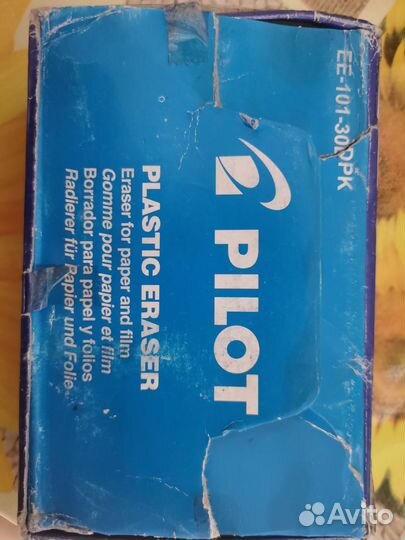 EE-101-30DPK
PILOT
PLASTIC ERASER
Eraser for paper and film
Gomme pour papier et film
Borrador para papel y folios
Radierer für Papier und Folie
Avito